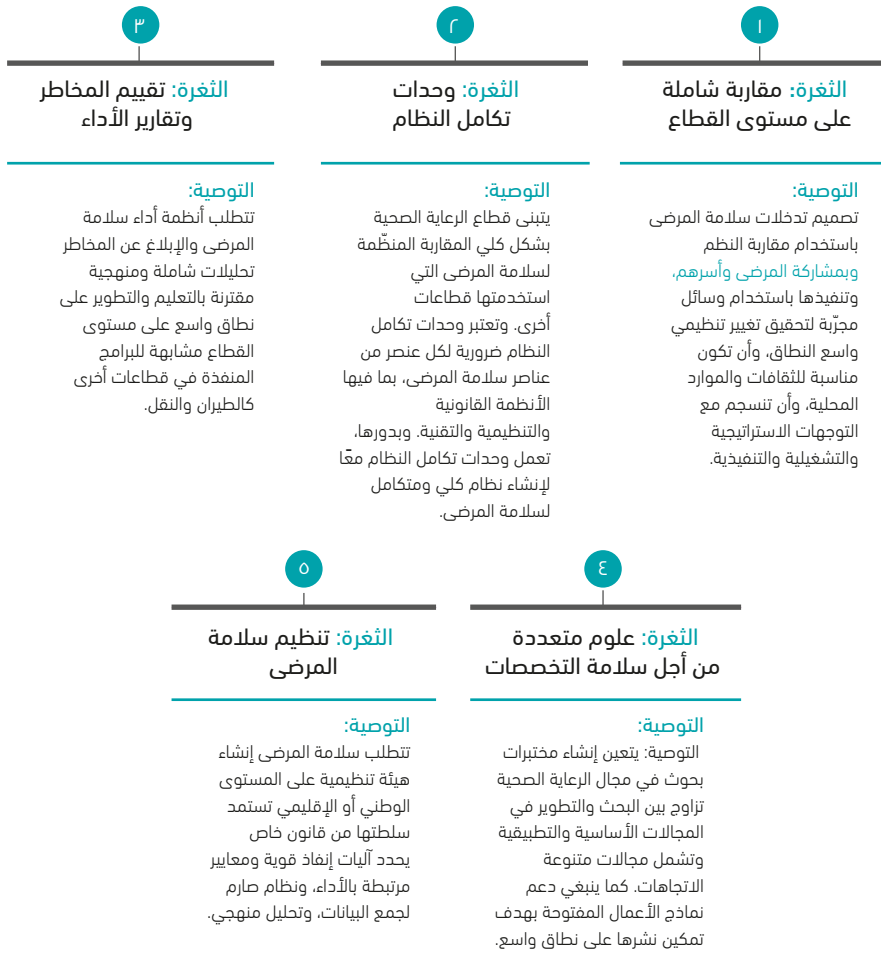 ١
الثغرة: مقاربة شاملة
على مستوى القطاع
التوصية:
تصميم تدخلات سلامة المرضى
باستخدام مقاربة النظم
وبمشاركة المرضى وأسرهم،
وتنفيذها باستخدام وسائل
مجرّبة لتحقيق تغيير تنظيمي
واسع النطاق، وأن تكون
مناسبة للثقافات والموارد
المحلية، وأن تنسجم مع
التوجهات الاستراتيجية
والتشغيلية والتنفيذية.
٢
الثغرة: وحدات
تكامل النظام
التوصية:
يتبنى قطاع الرعاية الصحية
بشكل كلي المقاربة المنظّمة
لسلامة المرضى التي
استخدمتها قطاعات
أخرى. وتعتبر وحدات تكامل
النظام ضرورية لكل عنصر من
عناصر سلامة المرضى، بما فيها
الأنظمة القانونية
والتنظيمية والتقنية. وبدورها،
تعمل وحدات تكامل النظام معًا
لإنشاء نظام كلي ومتكامل
لسلامة المرضى.
٣
الثغرة: تقييم المخاطر
وتقارير الأداء
التوصية:
تتطلب أنظمة أداء سلامة
المرضى والإبلاغ عن المخاطر
تحليلات شاملة ومنهجية
مقترنة بالتعليم والتطوير على
نطاق واسع على مستوى
القطاع مشابهة للبرامج
المنفذة في قطاعات أخرى
كالطيران والنقل.
٤
الثغرة: علوم متعددة
من أجل سلامة التخصصات
التوصية:
التوصية: يتعين إنشاء مختبرات
بحوث في مجال الرعاية الصحية
تزاوج بين البحث والتطوير في
المجالات الأساسية والتطبيقية
وتشمل مجالات متنوعة
الاتجاهات. كما ينبغي دعم
نماذج الأعمال المفتوحة بهدف
تمكين نشرها على نطاق واسع.
٥
الثغرة: تنظيم سلامة
المرضى
التوصية:
تتطلب سلامة المرضى إنشاء
هيئة تنظيمية على المستوى
الوطني أو الإقليمي تستمد
سلطتها من قانون خاص
يحدد آليات إنفاذ قوية ومعايير
مرتبطة بالأداء، ونظام صارم
لجمع البيانات، وتحليل منهجي.